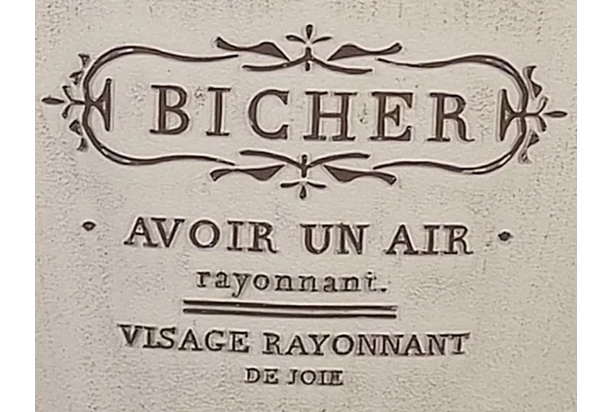 BICHER
• AVOIR UN AIR •
rayonnant.
VISAGE RAYONNANT
DE JOIE